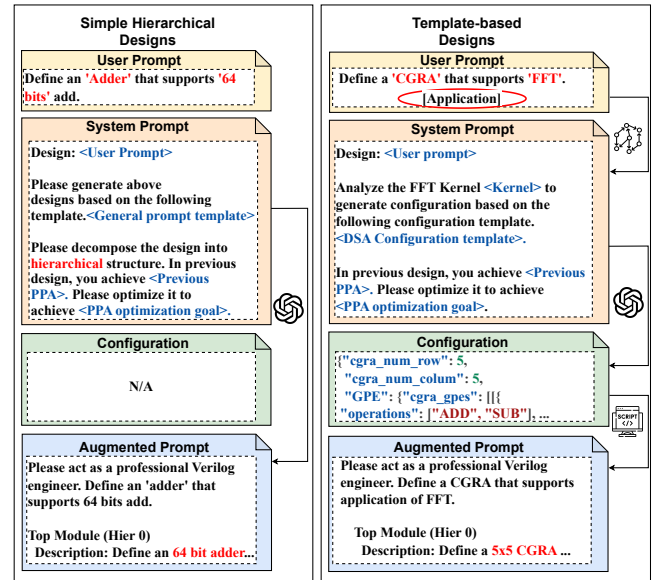 Simple Hierarchical
Designs
User Prompt
Define an 'Adder' that supports '64
bits' add.
System Prompt
Design: <User Prompt>
Please generate above
designs based on the following
template.<General prompt template>
Please decompose the design into
hierarchical structure. In previous
design, you achieve <Previous
PPA>. Please optimize it to
achieve <PPA optimization goal>.
Configuration
N/A
Augmented Prompt
Please act as a professional Verilog
engineer. Define an 'adder' that
supports 64 bits add.
Top Module (Hier 0)
Description: Define an 64 bit adder...
Template-based
Designs
User Prompt
Define a 'CGRA' that supports 'FFT'.
[Application]
System Prompt
Design: <User prompt>
Analyze the FFT Kernel <Kernel> to
generate configuration based on the
following configuration template.
<DSA Configuration template>.
In previous design, you achieve <Previous
PPA>. Please optimize it to achieve
<PPA optimization goal>.
Configuration
{"cgra_num_row": 5,
"cgra_num_colum": 5,
"GPE": {"cgra_gpes": [[{
"operations": ["ADD", "SUB"], ...
SCRIPT
</>
Augmented Prompt
Please act as a professional Verilog
engineer. Define a CGRA that supports
application of FFT.
Top Module (Hier 0)
Description: Define a 5x5 CGRA ...